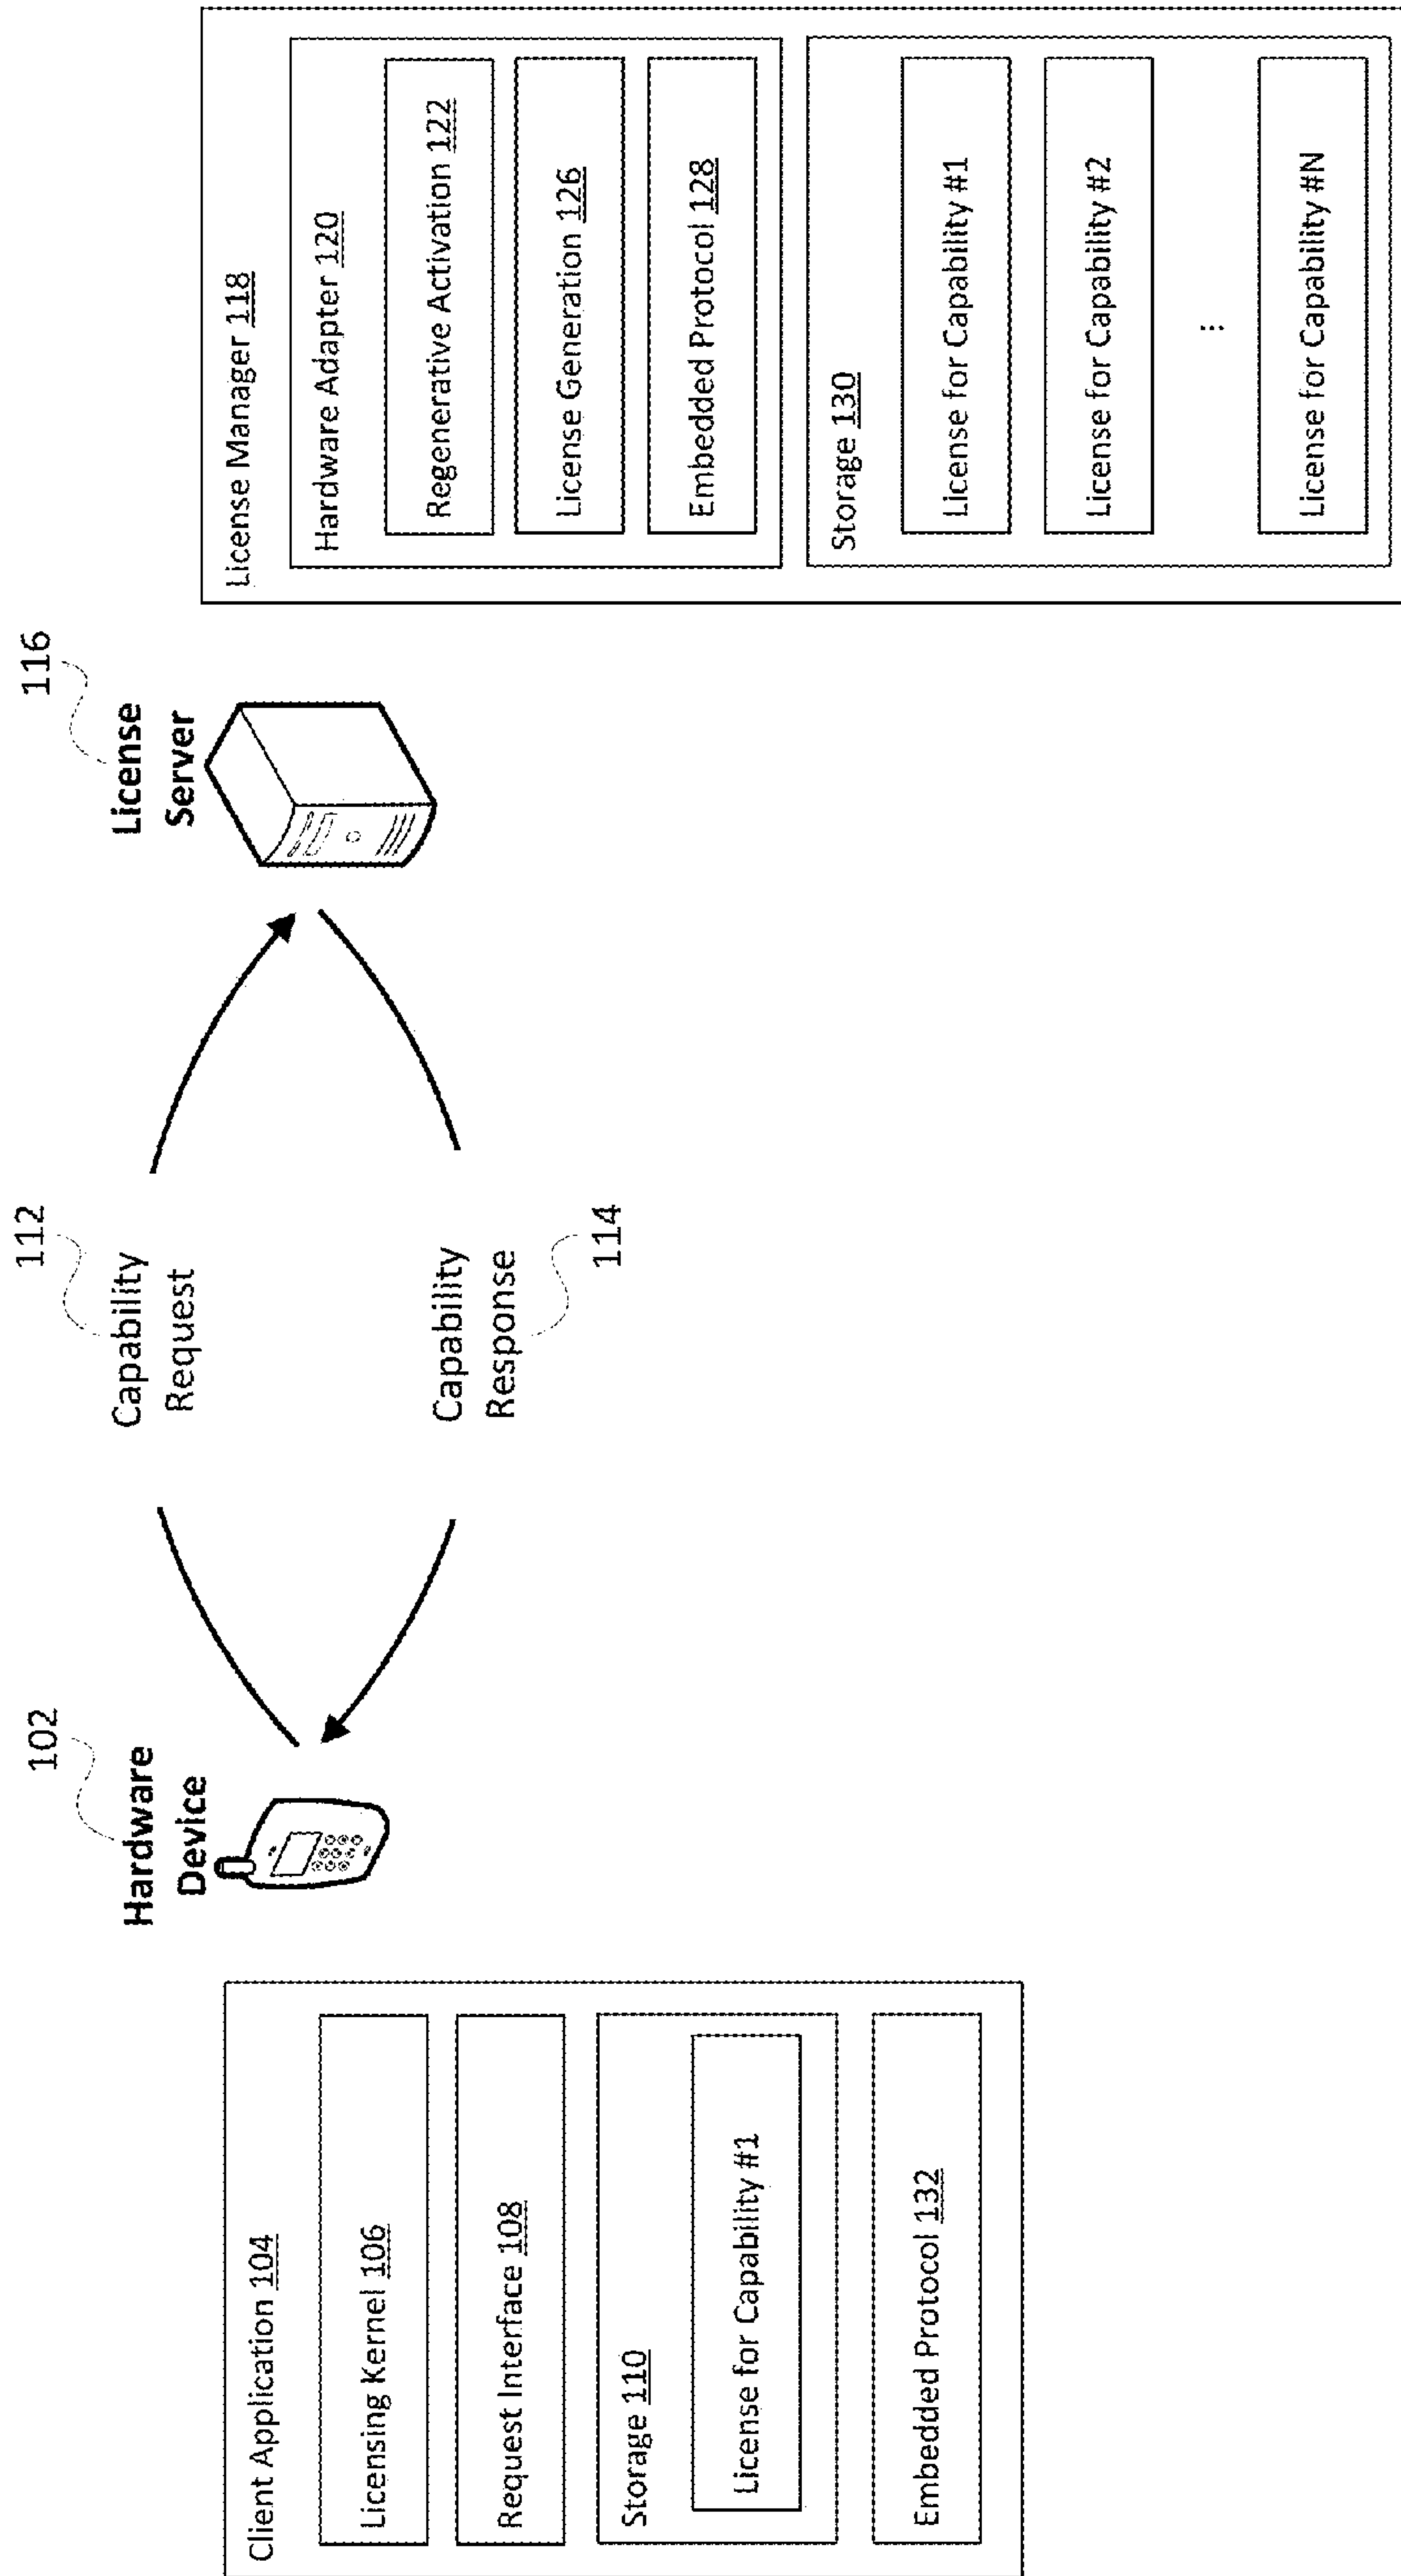 Client Application 104
Licensing Kernel 106
Request Interface 108
Storage 110
License for Capability #1
Embedded Protocol 132
102
Hardware
Device
112
Capability
Request
Capability
Response
114
116
License
Server
License Manager 118
Hardware Adapter 120
Regenerative Activation 122
License Generation 126
Embedded Protocol 128
Storage 130
License for Capability #1
License for Capability #2
...
License for Capability #N